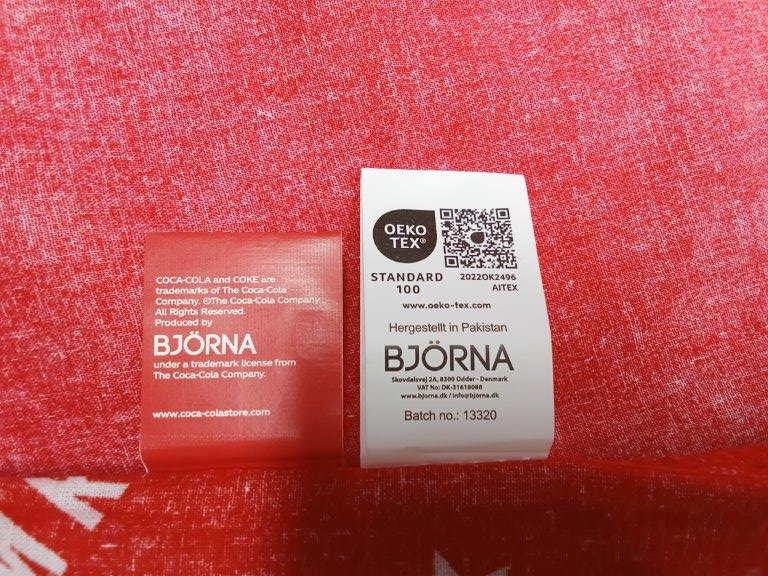 COCA-COLA and COKE are
trademarks of The Coca-Cola
Company. ©The Coca-Cola Company
All Rights Reserved.
Produced by
BJÖRNA
under a trademark license from
The Coca-Cola Company.
www.coca-colastore.com
OEKO
TEX®
STANDARD
100
2022OK2496
AITEX
www.oeko-tex.com
Hergestellt in Pakistan
BJÖRNA
Skovdalsvej 2A, 8300 Odder - Denmark
VAT No: DK-31618088
www.bjorna.dk / info@bjorna.dk
Batch no.: 13320